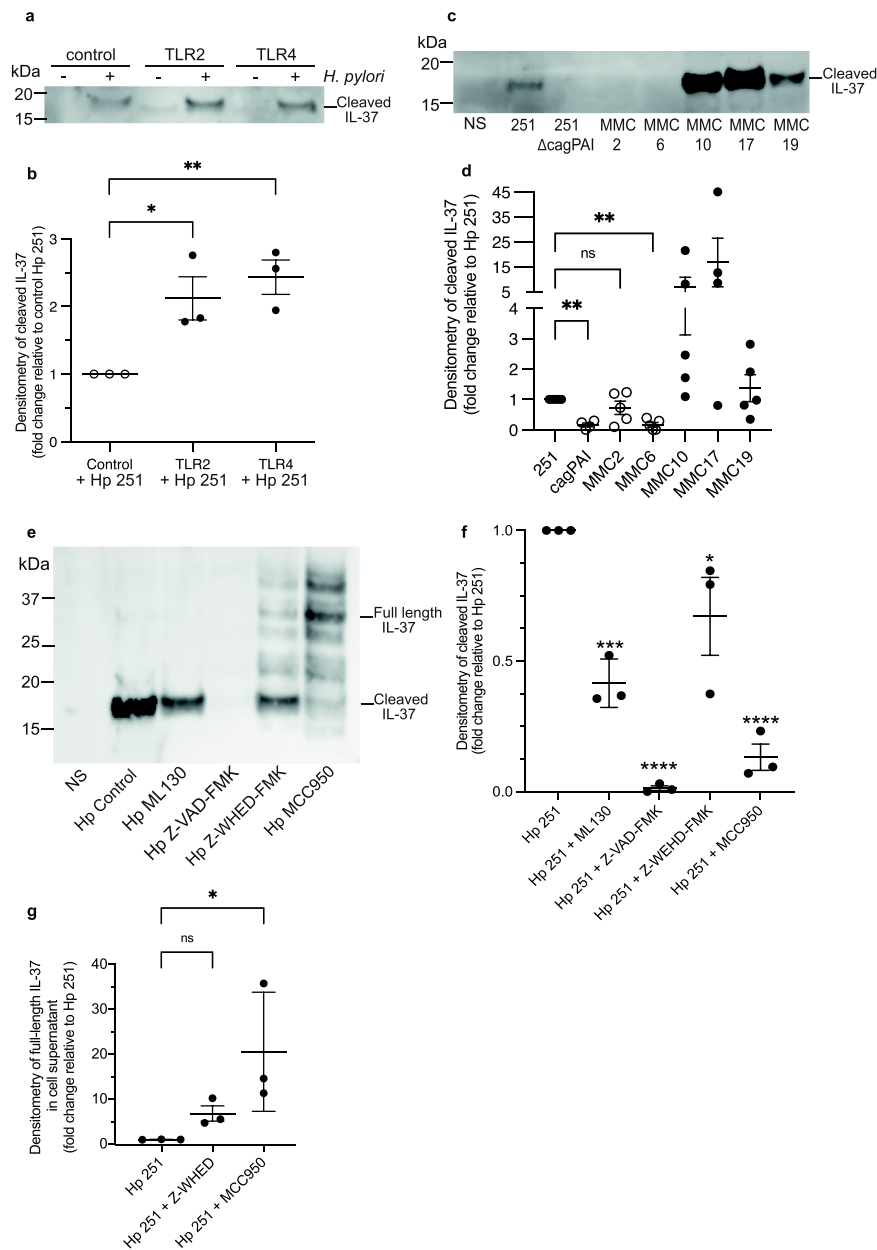 a
control TLR2 TLR4
kDa - + - + - + H. pylori
20
15
Cleaved
IL-37
b
**
*
Densitometry of cleaved IL-37
(fold change relative to control Hp 251)
3
2
1
0
Control
+ Hp 251
TLR2
+ Hp 251
TLR4
+ Hp 251
c
kDa
20
15
Cleaved
IL-37
NS 251 251 MMC MMC MMC MMC MMC
ΔcagPAI 2 6 10 17 19
d
Densitometry of cleaved IL-37
(fold change relative to Hp 251)
45
35
25
15
5
4
3
2
1
0
**
ns
**
251
cagPAI
MMC2
MMC6
MMC10
MMC17
MMC19
e
kDa
37
25
20
15
Full length
IL-37
Cleaved
IL-37
NS
Hp Control
Hp ML130
Hp Z-VAD-FMK
Hp Z-WHED-FMK
Hp MCC950
f
Densitometry of cleaved IL-37
(fold change relative to Hp 251)
1.0
0.5
0.0
***
****
*
****
Hp 251
Hp 251 + ML130
Hp 251 + Z-VAD-FMK
Hp 251 + Z-WEHD-FMK
Hp 251 + MCC950
g
*
ns
Densitometry of full-length IL-37
in cell supernatant
(fold change relative to Hp 251)
40
30
20
10
0
Hp 251
Hp 251 + Z-WHED
Hp 251 + MCC950